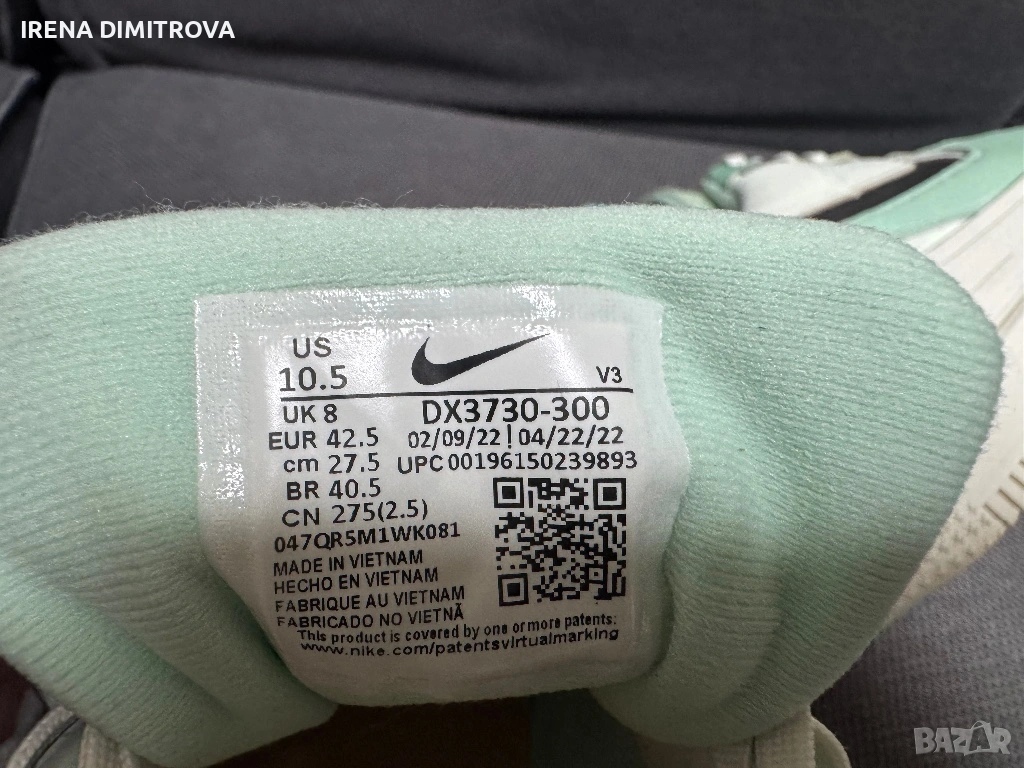 IRENA DIMITROVA
US
10.5
V3
UK 8 DX3730-300
EUR 42.5 02/09/22 | 04/22/22
cm 27.5 UPC 00196150239893
BR 40.5
CN 275(2.5)
047QR5M1WK081
MADE IN VIETNAM
HECHO EN VIETNAM
FABRIQUE AU VIETNAM
FABRICADO NO VIETNÃ
This product is covered by one or more patents:
www.nike.com/patentsvirtualmarking
BAZAR